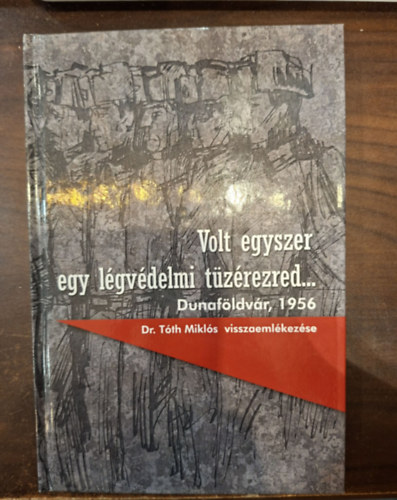 Volt egyszer
egy légvédelmi tüzérezred...
Dunaföldvár, 1956
Dr. Tóth Miklós visszaemlékezése